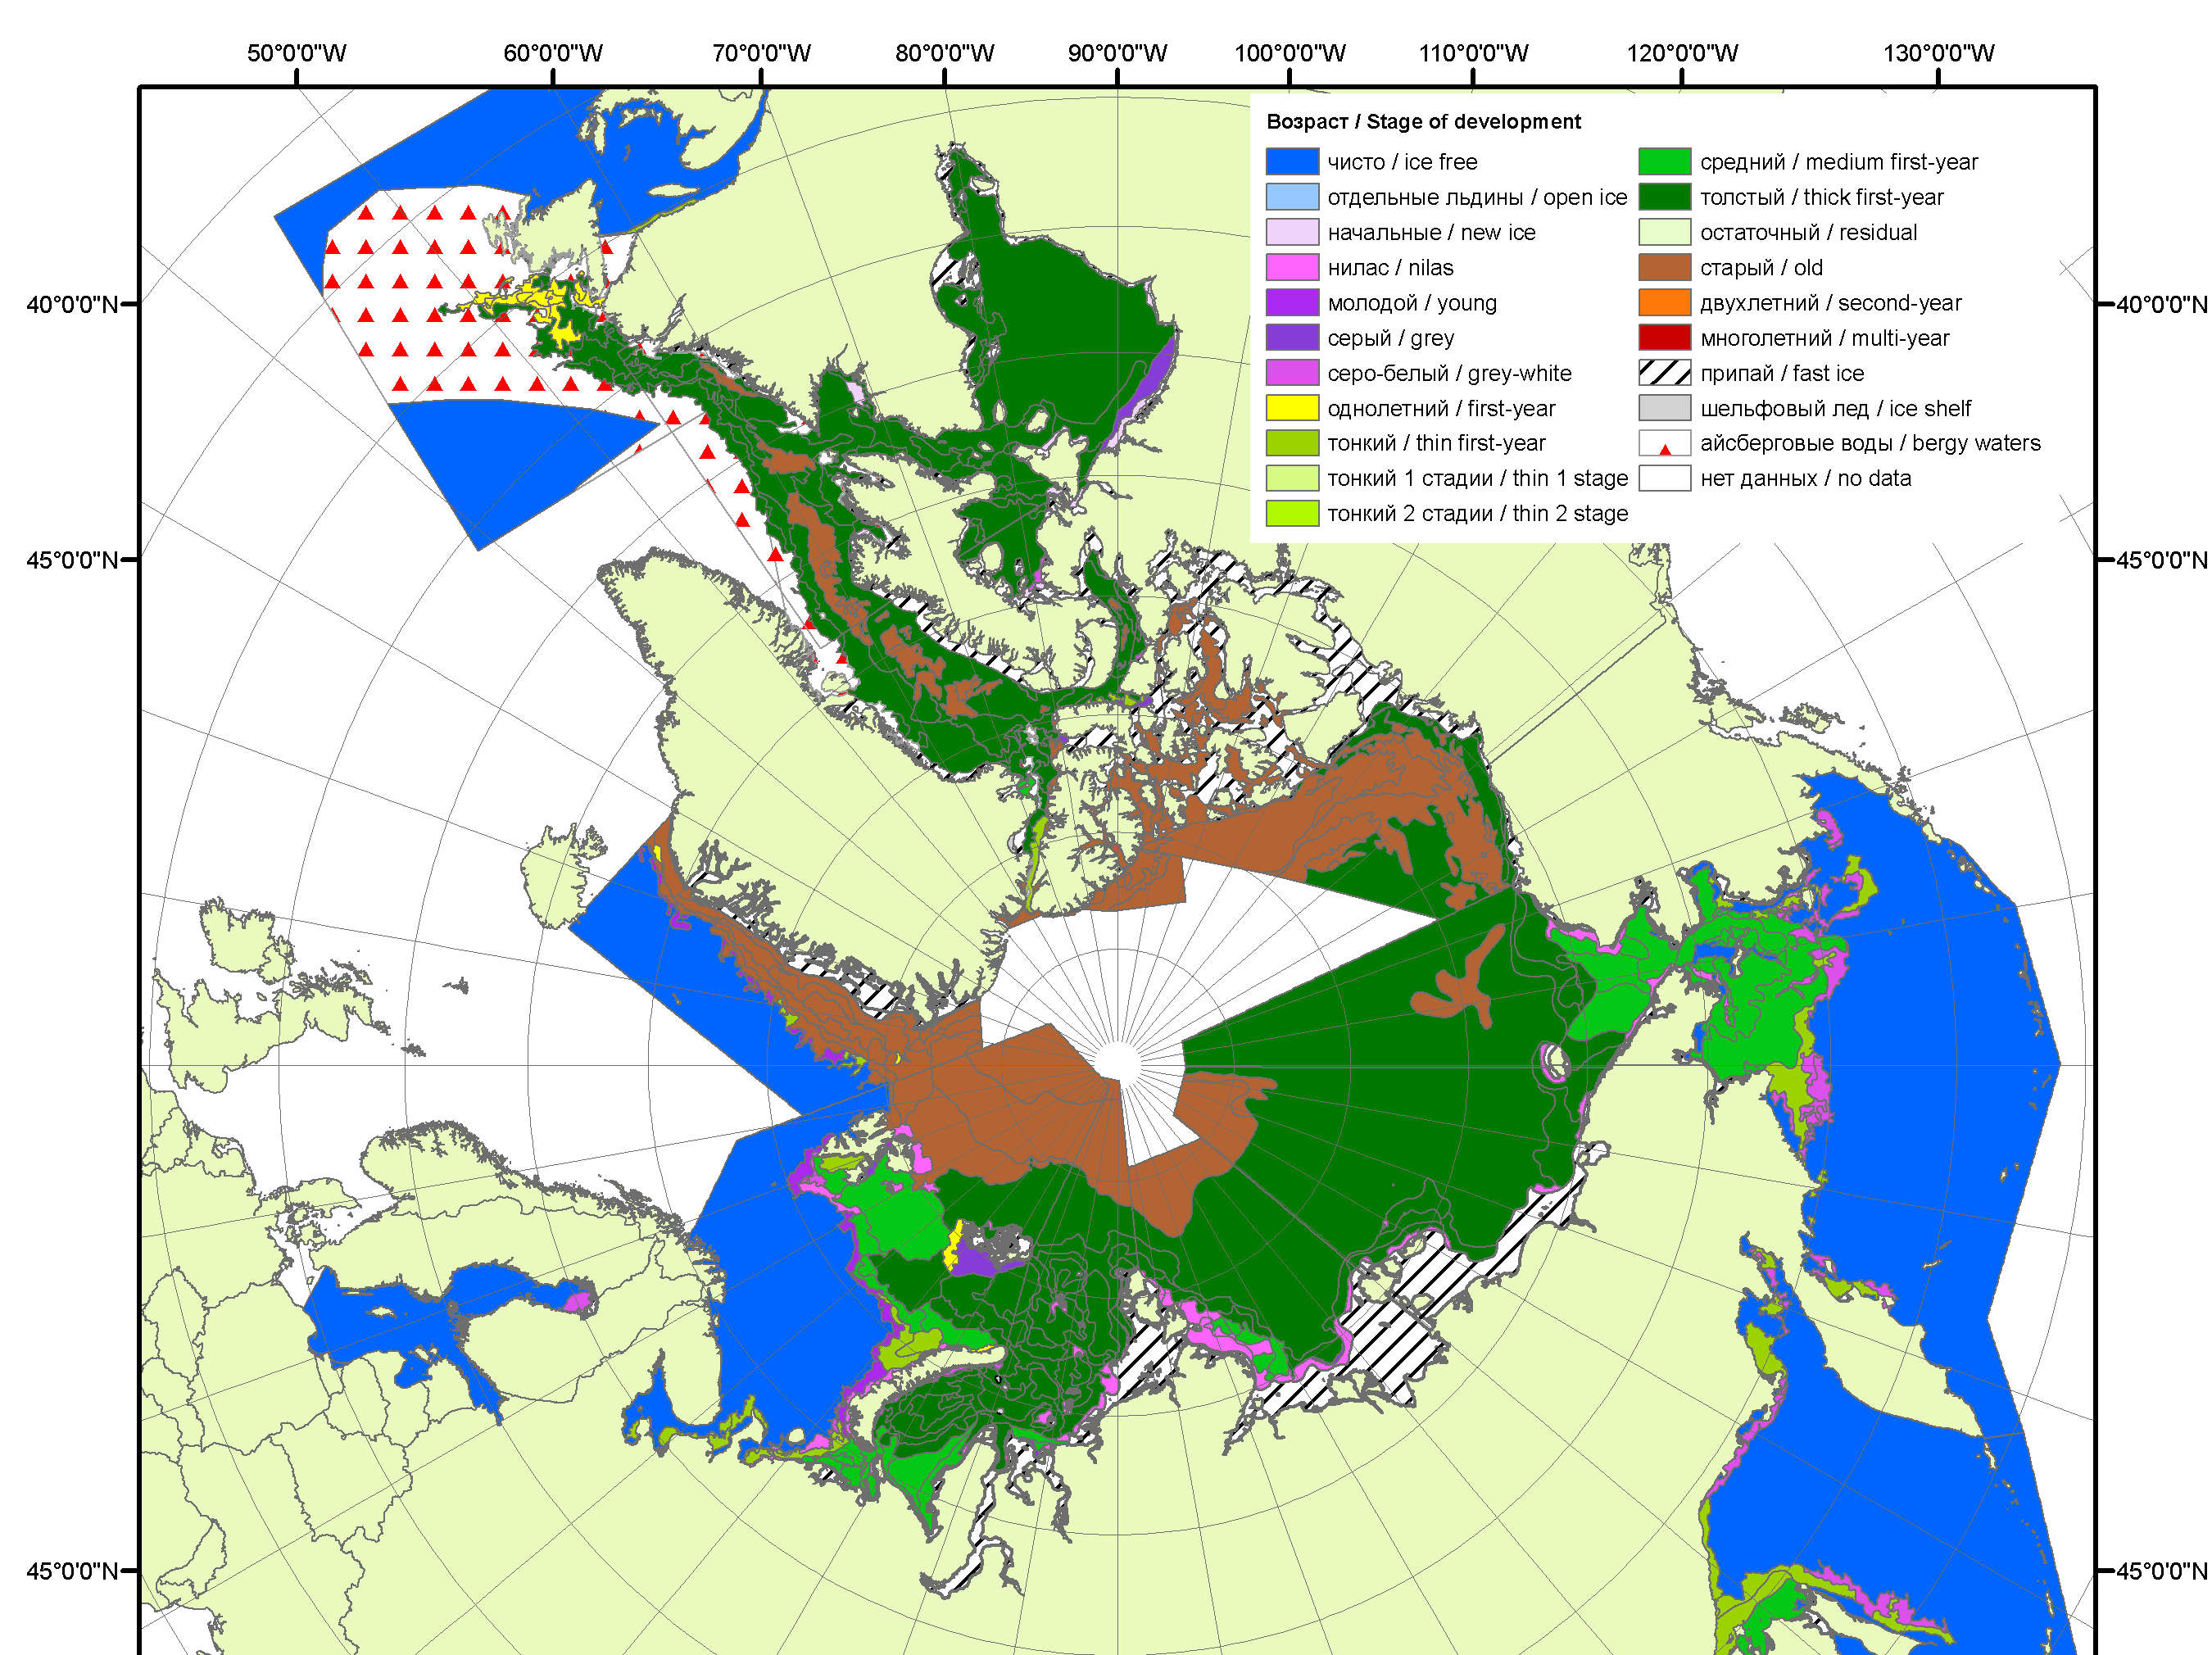 50°0'0"W 60°0'0"W 70°0'0"W 80°0'0"W 90°0'0"W 100°0'0"W 110°0'0"W 120°0'0"W 130°0'0"W
Возраст / Stage of development
чисто / ice free
отдельные льдины / open ice
начальные / new ice
нилас / nilas
молодой / young
серый / grey
серо-белый / grey-white
однолетний / first-year
тонкий / thin first-year
тонкий 1 стадии / thin 1 stage
тонкий 2 стадии / thin 2 stage
средний / medium first-year
толстый / thick first-year
остаточный / residual
старый / old
двухлетний / second-year
многолетний / multi-year
припай / fast ice
шельфовый лед / ice shelf
айсберговые воды / bergy waters
нет данных / no data
40°0'0"N 40°0'0"N
45°0'0"N 45°0'0"N
45°0'0"N 45°0'0"N